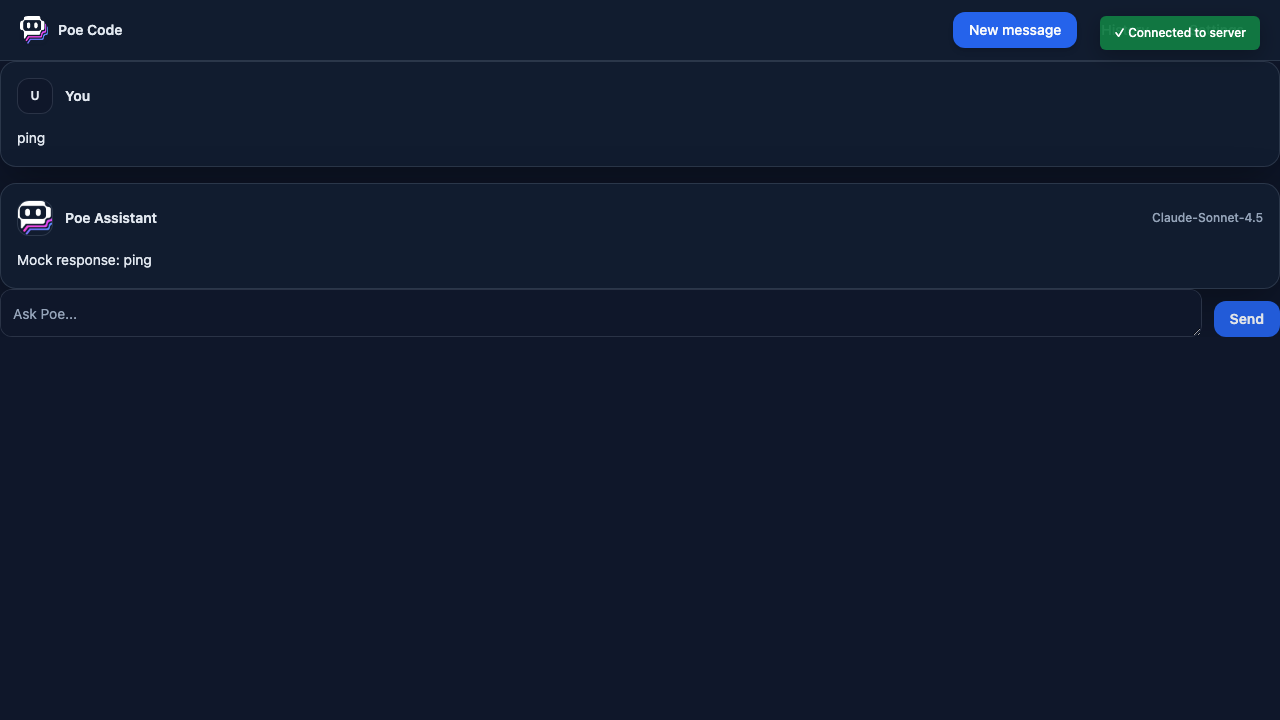 Poe Code
New message
✓ Connected to server
U
You
ping
Poe Assistant
Claude-Sonnet-4.5
Mock response: ping
Ask Poe...
Send